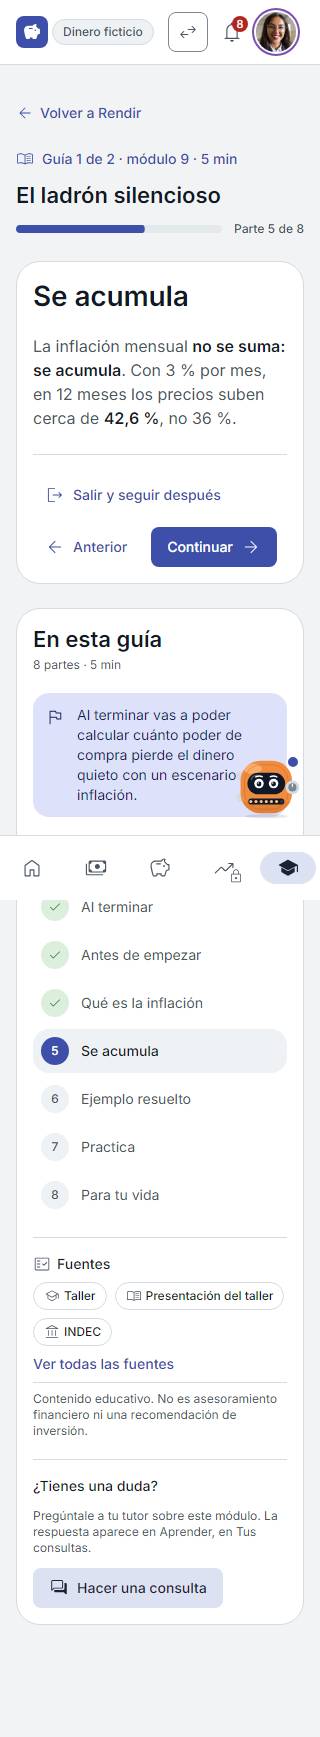 Dinero ficticio
8
Volver a Rendir
Guía 1 de 2 · módulo 9 · 5 min
El ladrón silencioso
Parte 5 de 8
Se acumula
La inflación mensual no se suma:
se acumula. Con 3 % por mes,
en 12 meses los precios suben
cerca de 42,6 %, no 36 %.
Salir y seguir después
Anterior
Continuar
En esta guía
8 partes · 5 min
Al terminar vas a poder
calcular cuánto poder de
compra pierde el dinero
quieto con un escenario
inflación.
Al terminar
Antes de empezar
Qué es la inflación
5 Se acumula
6 Ejemplo resuelto
7 Practica
8 Para tu vida
Fuentes
Taller
Presentación del taller
INDEC
Ver todas las fuentes
Contenido educativo. No es asesoramiento
financiero ni una recomendación de
inversión.
¿Tienes una duda?
Pregúntale a tu tutor sobre este módulo. La
respuesta aparece en Aprender, en Tus
consultas.
Hacer una consulta